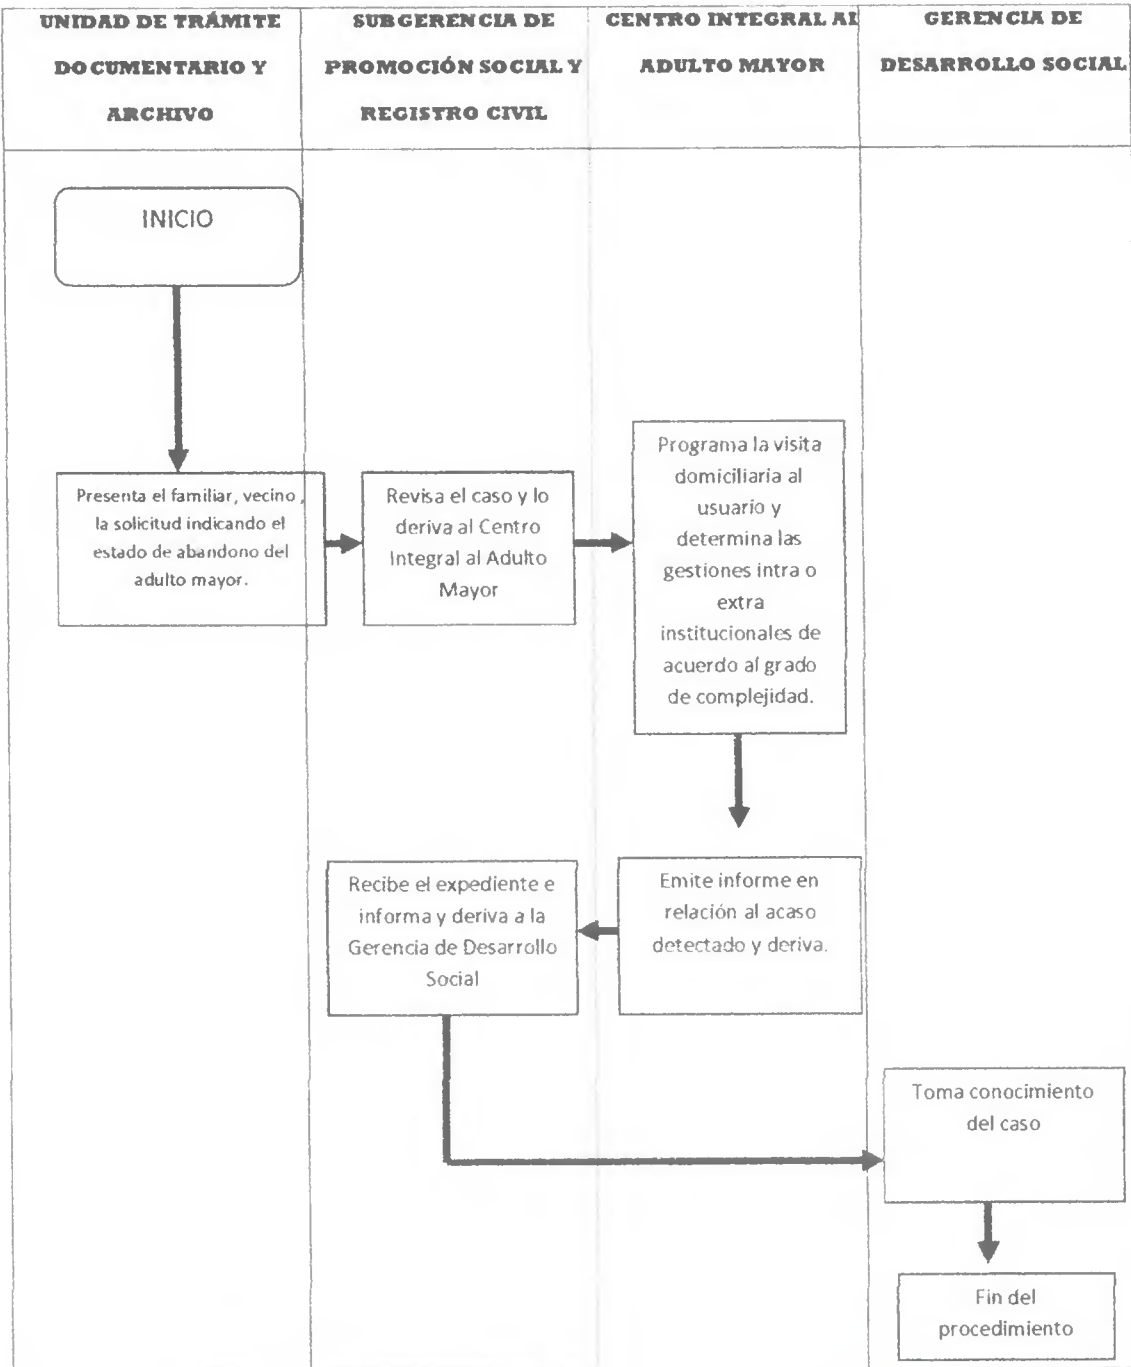 UNIDAD DE TRÁMITE
DOCUMENTARIO Y
ARCHIVO
SUBGERENCIA DE
PROMOCIÓN SOCIAL Y
REGISTRO CIVIL
CENTRO INTEGRAL AL
ADULTO MAYOR
GERENCIA DE
DESARROLLO SOCIAL
INICIO
Presenta el familiar, vecino,
la solicitud indicando el
estado de abandono del
adulto mayor.
Revisa el caso y lo
deriva al Centro
Integral al Adulto
Mayor
Programa la visita
domiciliaria al
usuario y
determina las
gestiones intra o
extra
institucionales de
acuerdo al grado
de complejidad.
Emite informe en
relación al acaso
detectado y deriva.
Recibe el expediente e
informa y deriva a la
Gerencia de Desarrollo
Social
Toma conocimiento
del caso
Fin del
procedimiento